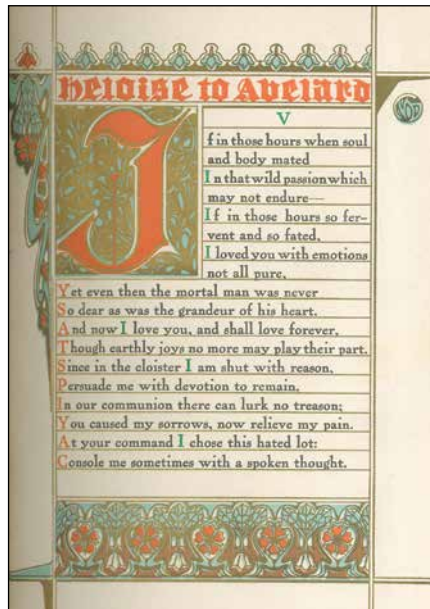 Heloise to Abelard
V
If in those hours when soul
and body mated
In that wild passion which
may not endure—
If in those hours so fer-
vent and so fated,
I loved you with emotions
not all pure,
Yet even then the mortal man was never
So dear as was the grandeur of his heart.
And now I love you, and shall love forever,
Though earthly joys no more may play their part.
Since in the cloister I am shut with reason,
Persuade me with devotion to remain,
In our communion there can lurk no treason;
You caused my sorrows, now relieve my pain.
At your command I chose this hated lot:
Console me sometimes with a spoken thought.